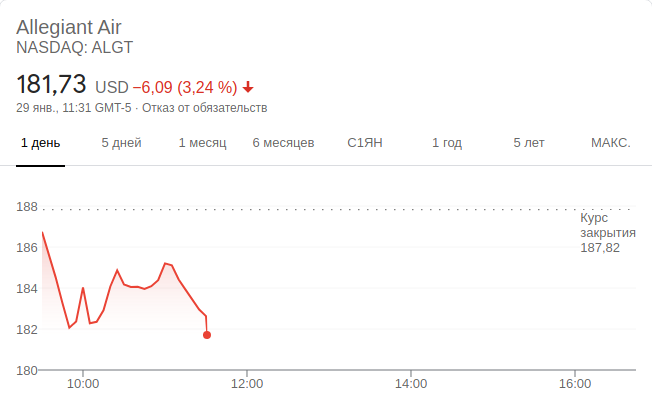 Allegiant Air
NASDAQ: ALGT
181,73 USD −6,09 (3,24 %)
29 янв., 11:31 GMT-5 · Отказ от обязательств
1 день 5 дней 1 месяц 6 месяцев С1ЯН 1 год 5 лет МАКС.
188
Курс
закрытия
187,82
186
184
182
180
10:00 12:00 14:00 16:00